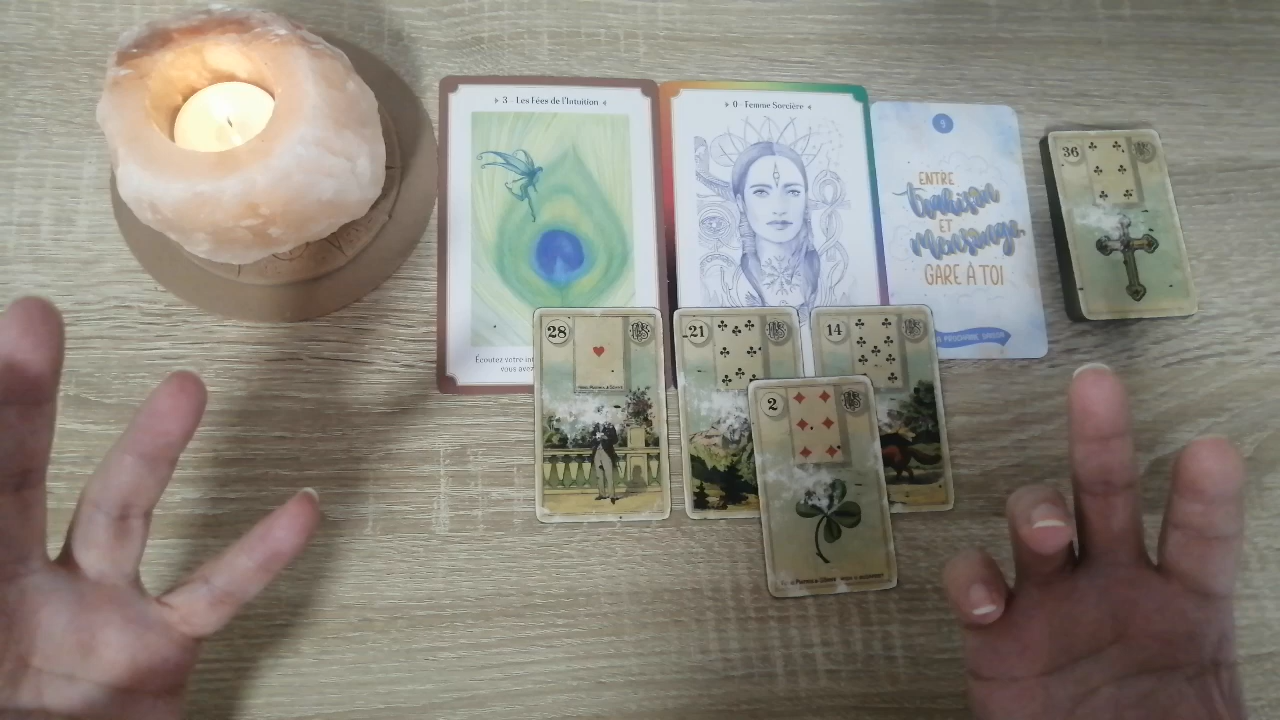 3 - Les Fées de l'Intuition
Écoutez votre
vous avez
0 - Femme Sorcière
9
ENTRE
Trahison
ET
Mensonge,
GARE À TOI
36
28
21
14
2